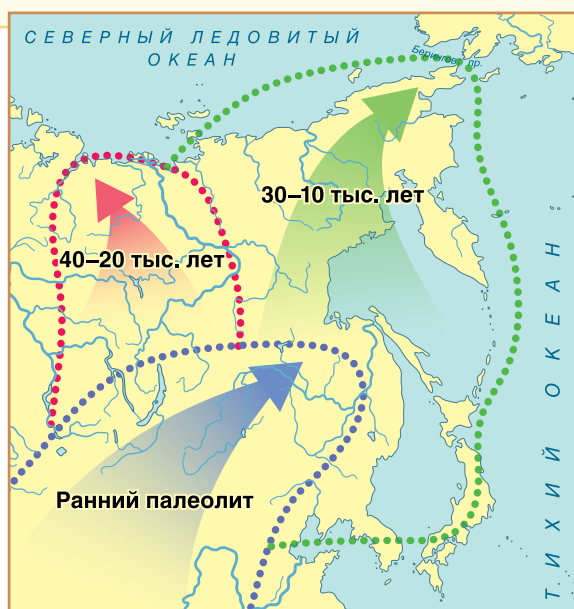 СЕВЕРНЫЙ ЛЕДОВИТЫЙ
ОКЕАН
Берингов пр.
30–10 тыс. лет
40–20 тыс. лет
Ранний палеолит
ТИХИЙ ОКЕАН